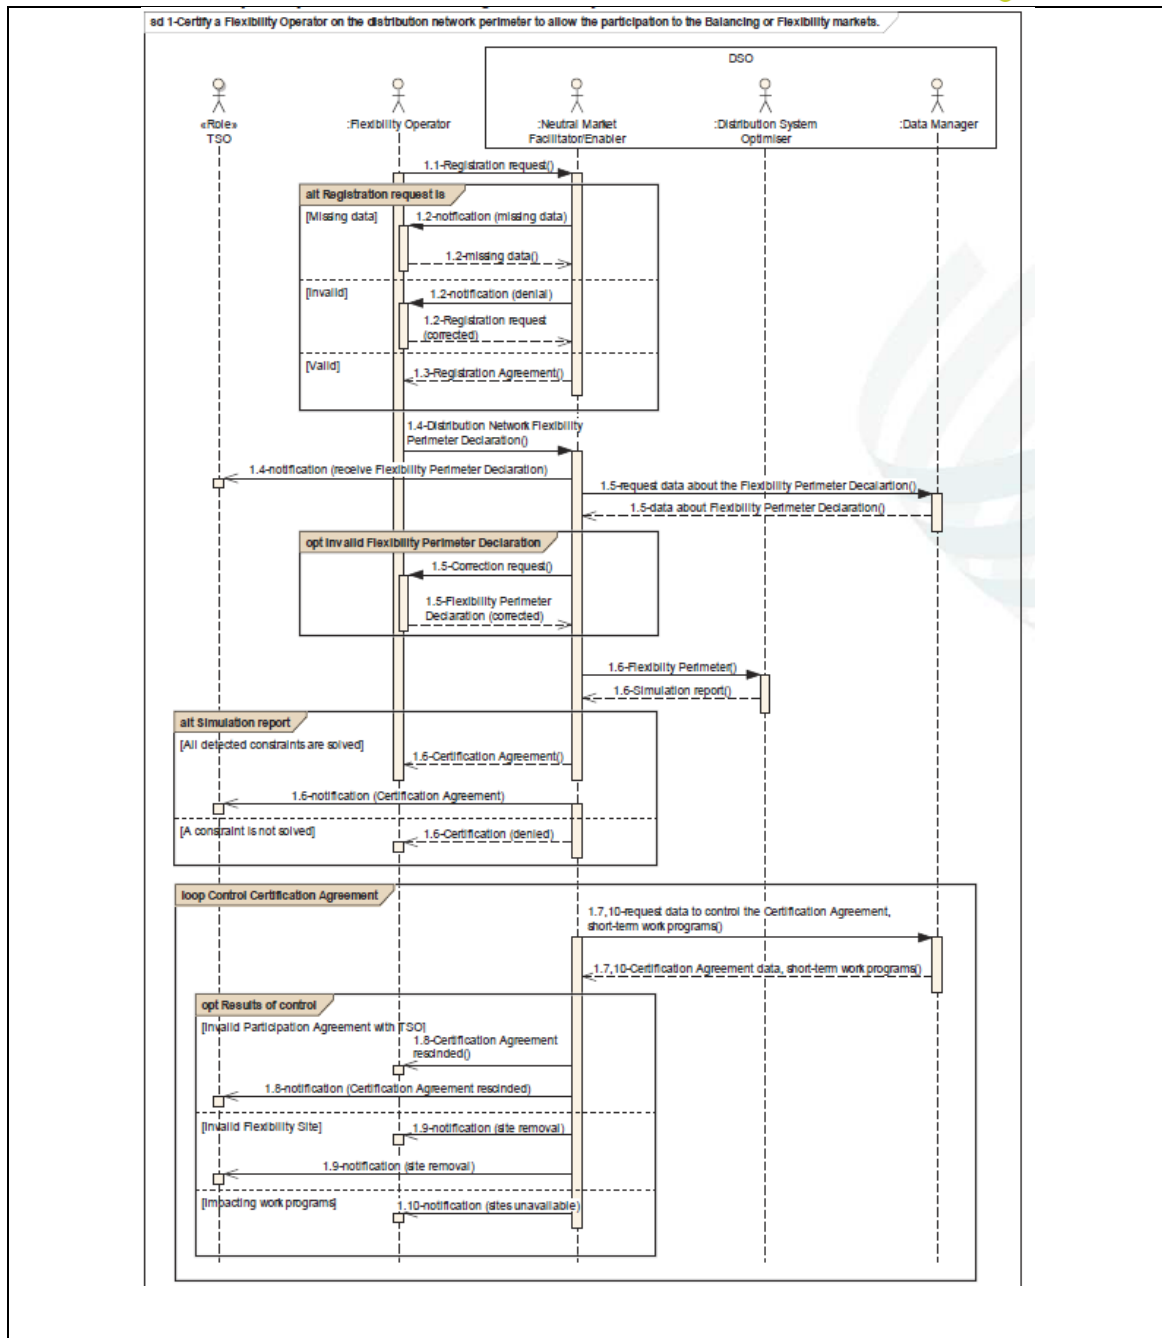 sd 1-Certify a Flexibility Operator on the distribution network perimeter to allow the participation to the Balancing or Flexibility markets.
DSO
«Role»
TSO
:Flexibility Operator
:Neutral Market
Facilitator/Enabler
:Distribution System
Optimiser
:Data Manager
1.1-Registration request()
alt Registration request is
[Missing data]
1.2-notification (missing data)
1.2-missing data()
[Invalid]
1.2-notification (denial)
1.2-Registration request
(corrected)
[Valid]
1.3-Registration Agreement()
1.4-Distribution Network Flexibility
Perimeter Declaration()
1.4-notification (receive Flexibility Perimeter Declaration)
1.5-request data about the Flexibility Perimeter Decalartion()
1.5-data about Flexibility Perimeter Declaration()
opt Invalid Flexibility Perimeter Declaration
1.5-Correction request()
1.5-Flexibility Perimeter
Declaration (corrected)
1.6-Flexibility Perimeter()
1.6-Simulation report()
alt Simulation report
[All detected constraints are solved]
1.6-Certification Agreement()
1.6-notification (Certification Agreement)
[A constraint is not solved]
1.6-Certification (denied)
loop Control Certification Agreement
1.7,10-request data to control the Certification Agreement,
short-term work programs()
1.7,10-Certification Agreement data, short-term work programs()
opt Results of control
[Invalid Participation Agreement with TSO]
1.8-Certification Agreement
rescinded()
1.8-notification (Certification Agreement rescinded)
[Invalid Flexibility Site]
1.9-notification (site removal)
1.9-notification (site removal)
[Impacting work programs]
1.10-notification (sites unavailable)